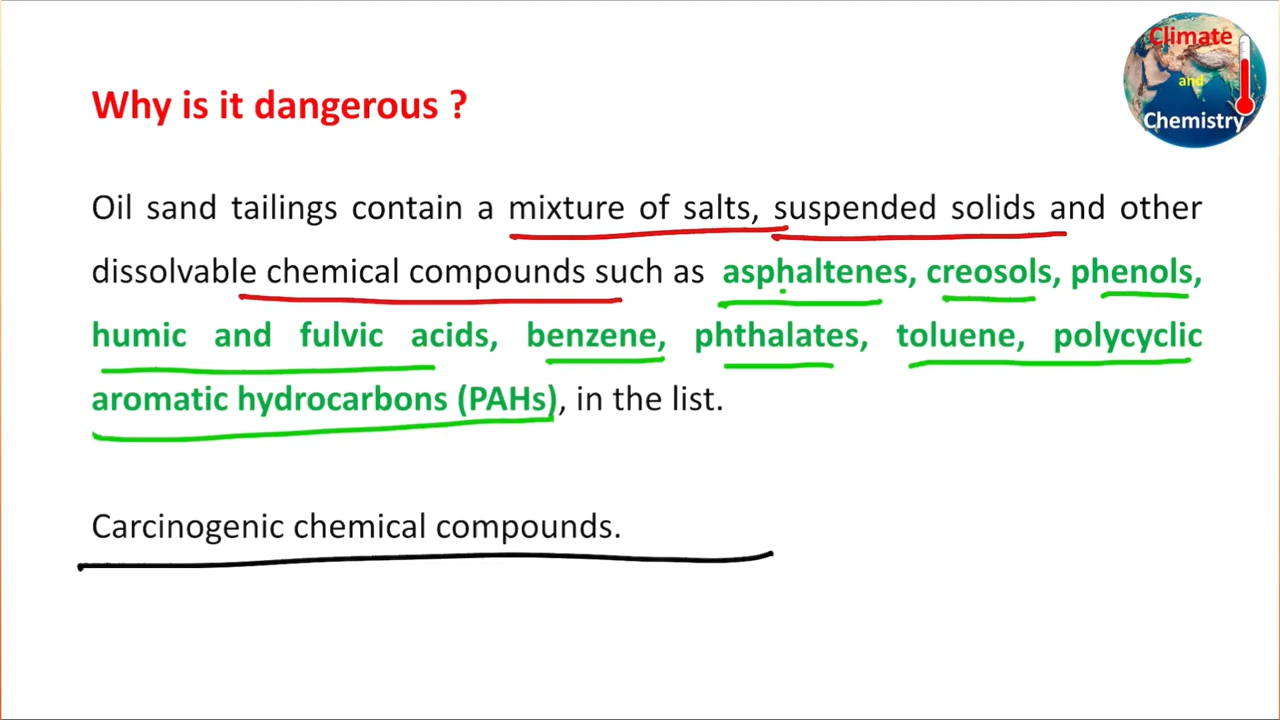 Climate
and
Chemistry
Why is it dangerous ?
Oil sand tailings contain a mixture of salts, suspended solids and other
dissolvable chemical compounds such as asphaltenes, creosols, phenols,
humic and fulvic acids, benzene, phthalates, toluene, polycyclic
aromatic hydrocarbons (PAHs), in the list.
Carcinogenic chemical compounds.